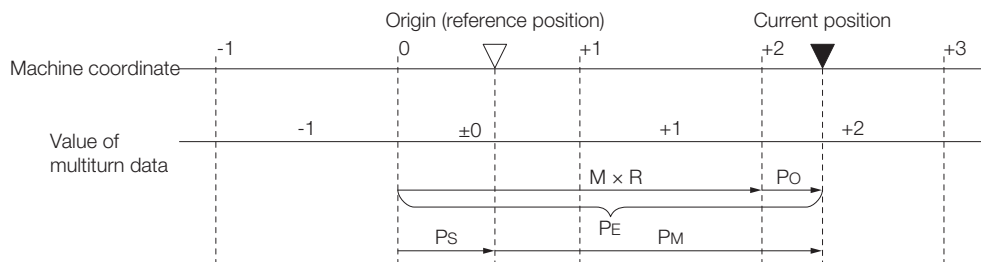 Origin (reference position) Current position
-1 0 +1 +2 +3
Machine coordinate
-1 ±0 +1 +2
Value of
multiturn data
M × R PO
PE
PS PM